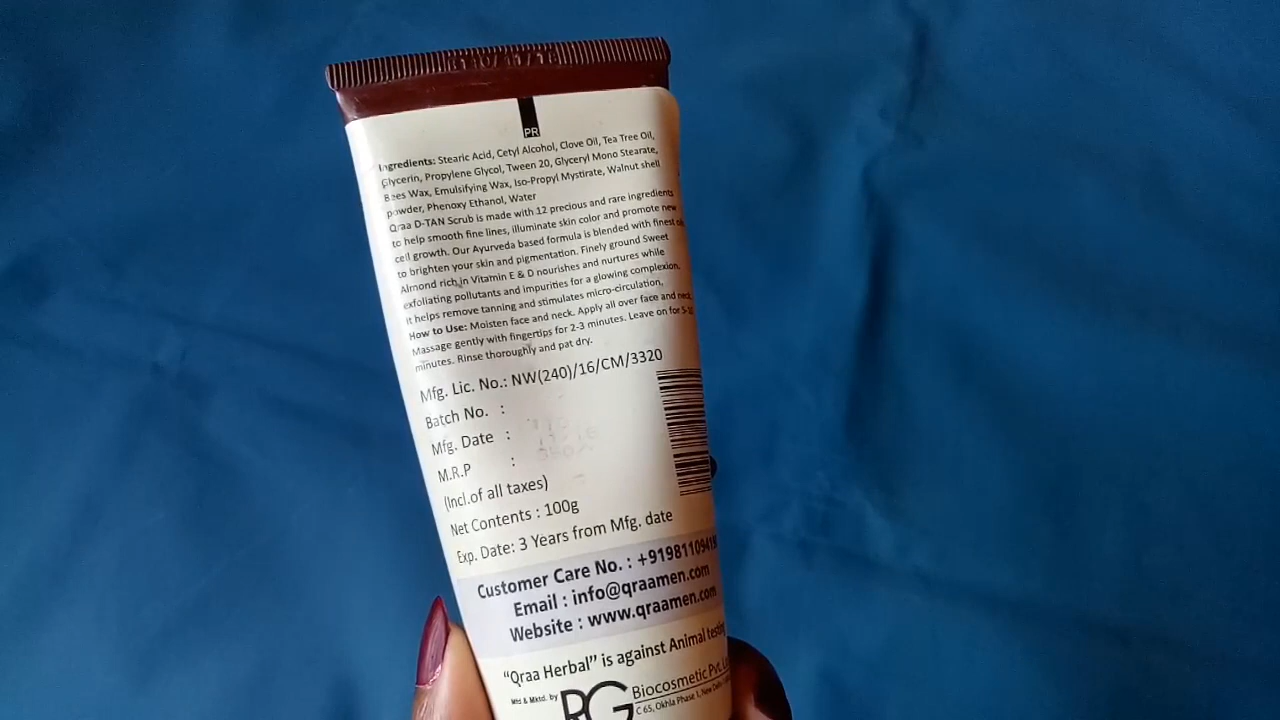 PR
Ingredients: Stearic Acid, Cetyl Alcohol, Clove Oil, Tea Tree Oil,
Glycerin, Propylene Glycol, Tween 20, Glyceryl Mono Stearate,
Bees Wax, Emulsifying Wax, Iso-Propyl Mystirate, Walnut shell
powder, Phenoxy Ethanol, Water
Qraa D-TAN Scrub is made with 12 precious and rare ingredients
to help smooth fine lines, illuminate skin color and promote new
cell growth. Our Ayurveda based formula is blended with finest
to brighten your skin and pigmentation. Finely ground Sweet
Almond rich in Vitamin E & D nourishes and nurtures while
exfoliating pollutants and impurities for a glowing complexion,
It helps remove tanning and stimulates micro-circulation,
How to Use: Moisten face and neck. Apply all over face and neck.
Massage gently with fingertips for 2-3 minutes. Leave on for
minutes. Rinse thoroughly and pat dry.
Mfg. Lic. No.: NW(240)/16/CM/3320
Batch No. :
Mfg. Date :
M.R.P :
(Incl.of all taxes)
Net Contents : 100g
Exp. Date: 3 Years from Mfg. date
Customer Care No. :
Email : info@qraamen.com
Website : www.qraamen.com
"Qraa Herbal" is against Animal testing
Mfd & Mktd. by
RG Biocosmetic Pvt.
C 65, Okhla Phase I, New Delhi